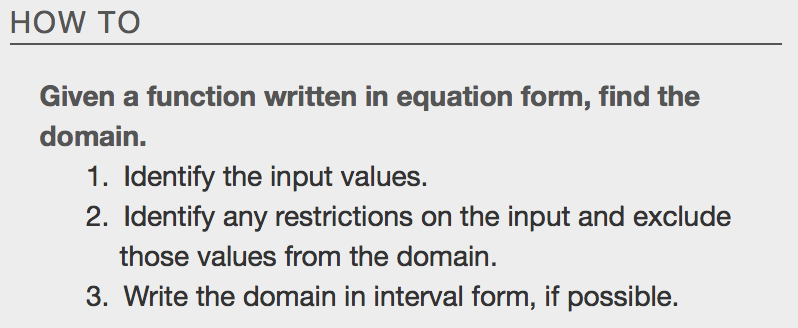 HOW TO
Given a function written in equation form, find the
domain.
1. Identify the input values.
2. Identify any restrictions on the input and exclude
those values from the domain.
3. Write the domain in interval form, if possible.